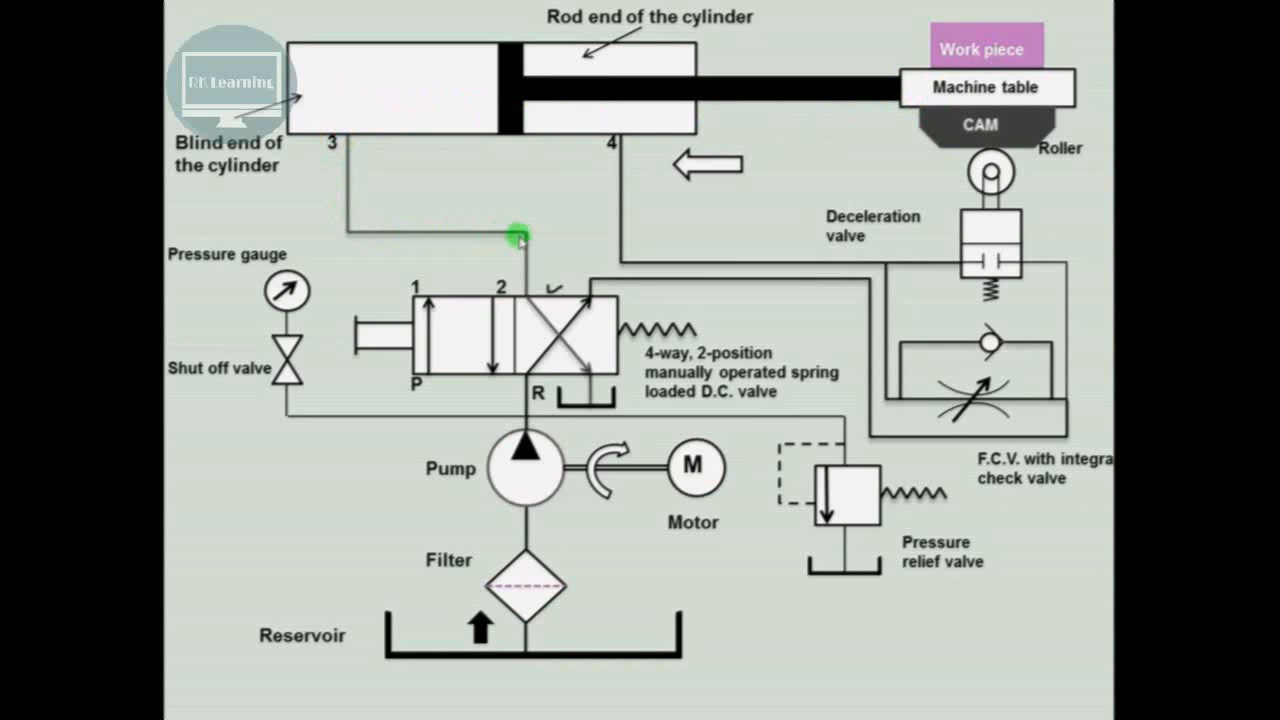 Rod end of the cylinder
RK Learning
Work piece
Machine table
CAM
Roller
Blind end of
the cylinder
3
4
Deceleration
valve
Pressure gauge
1
2
Shut off valve
4-way, 2-position
manually operated spring
loaded D.C. valve
P
R
F.C.V. with integra
check valve
Pump
M
Motor
Pressure
relief valve
Filter
Reservoir